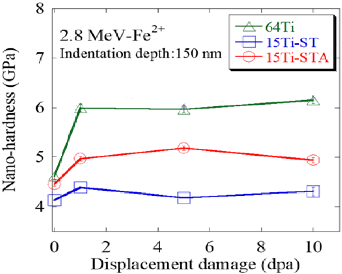 8
7
6
5
4
Nano-hardness (GPa)
2.8 MeV-Fe²⁺
Indentation depth:150 nm
64Ti
15Ti-ST
15Ti-STA
0 2 4 6 8 10
Displacement damage (dpa)